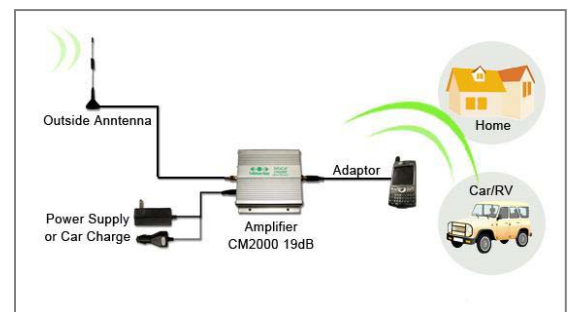 Outside Anntenna
Home
Adaptor
Car/RV
Power Supply
or Car Charge
Amplifier
CM2000 19dB